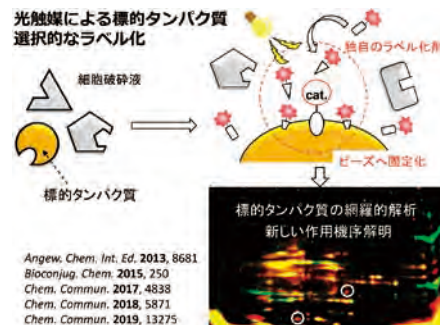 光触媒による標的タンパク質
選択的なラベル化
細胞破砕液
標的タンパク質
独自のラベル化剤
cat.
ビーズへ固定化
標的タンパク質の網羅的解析
新しい作用機序解明
Angew. Chem. Int. Ed. 2013, 8681
Bioconjug. Chem. 2015, 250
Chem. Commun. 2017, 4838
Chem. Commun. 2018, 5871
Chem. Commun. 2019, 13275